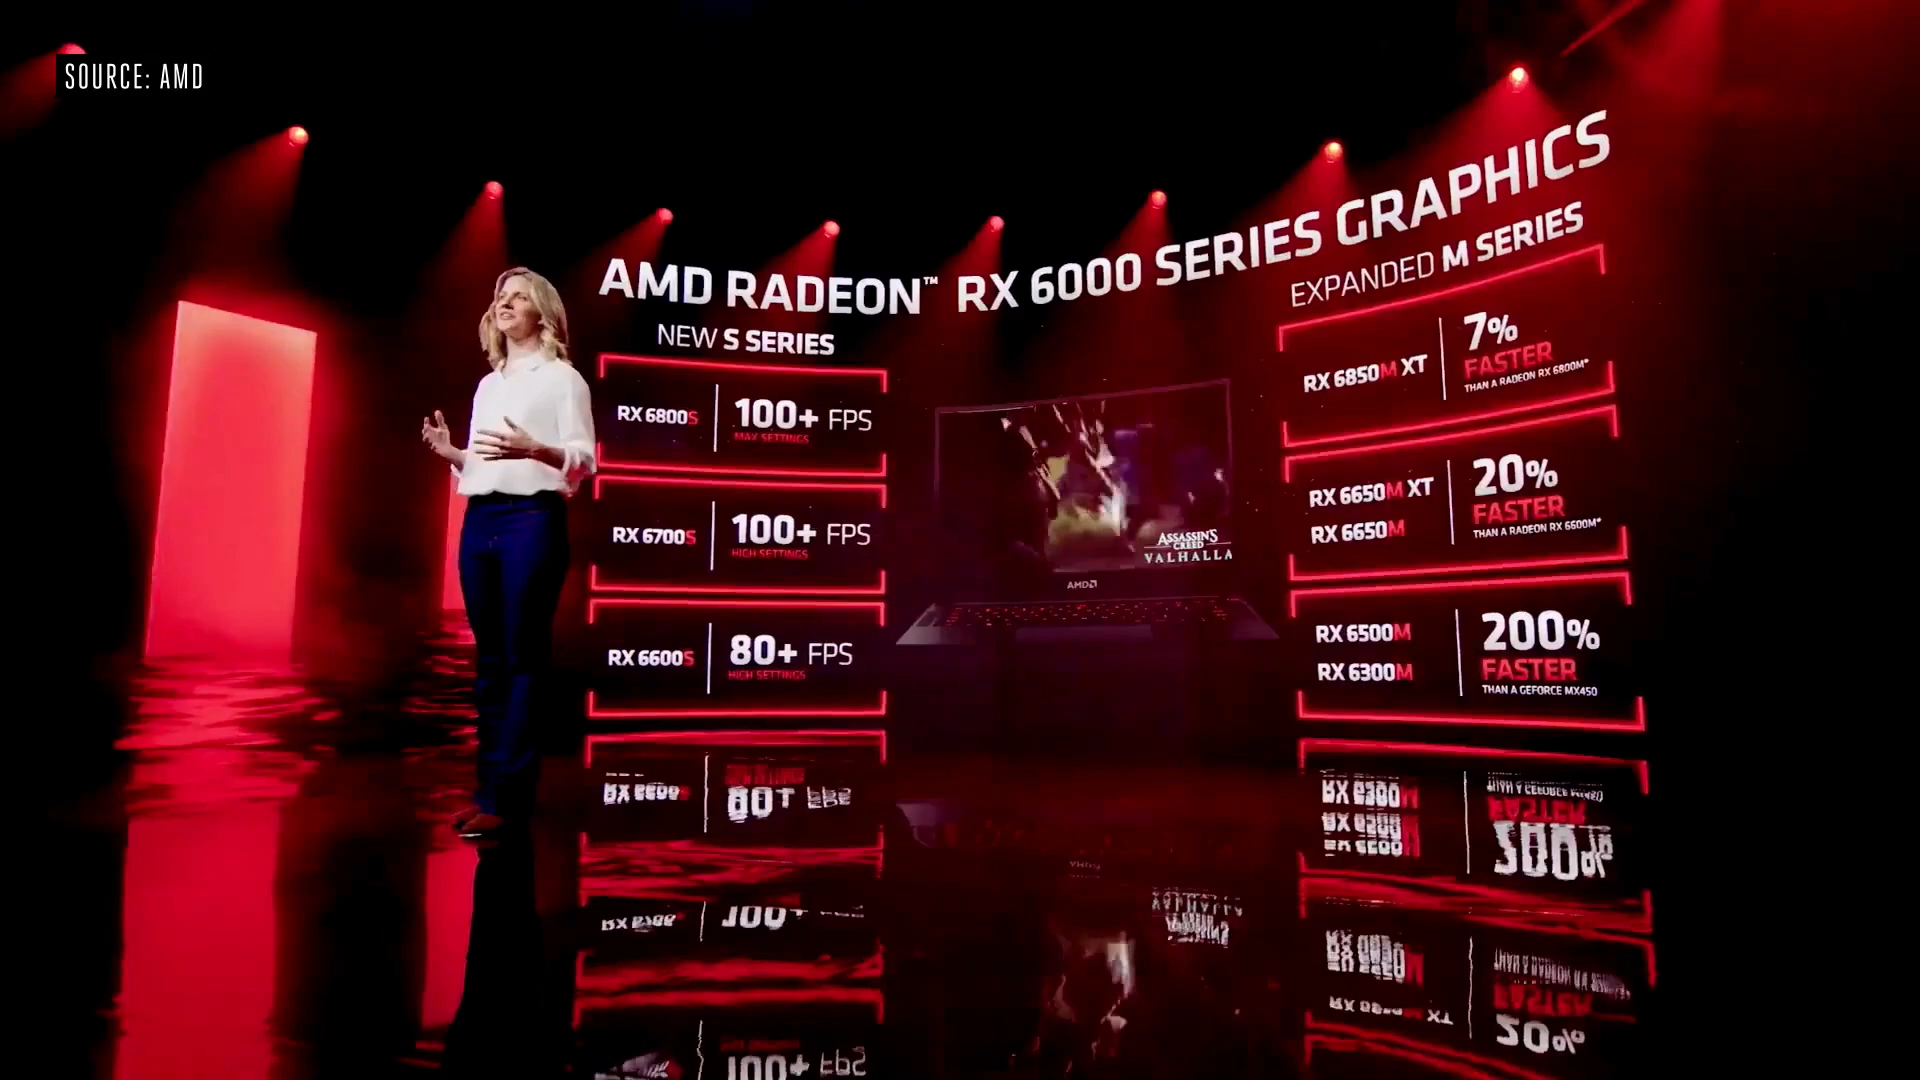 SOURCE: AMD
AMD RADEON™ RX 6000 SERIES GRAPHICS
NEW S SERIES
RX 6800S
100+ FPS
MAX SETTINGS
RX 6700S
100+ FPS
HIGH SETTINGS
RX 6600S
80+ FPS
HIGH SETTINGS
ASSASSIN'S
CREED
VALHALLA
AMD
EXPANDED M SERIES
RX 6850M XT
7%
FASTER
THAN A RADEON RX 6800M*
RX 6650M XT
RX 6650M
20%
FASTER
THAN A RADEON RX 6600M*
RX 6500M
RX 6300M
200%
FASTER
THAN A GEFORCE MX450